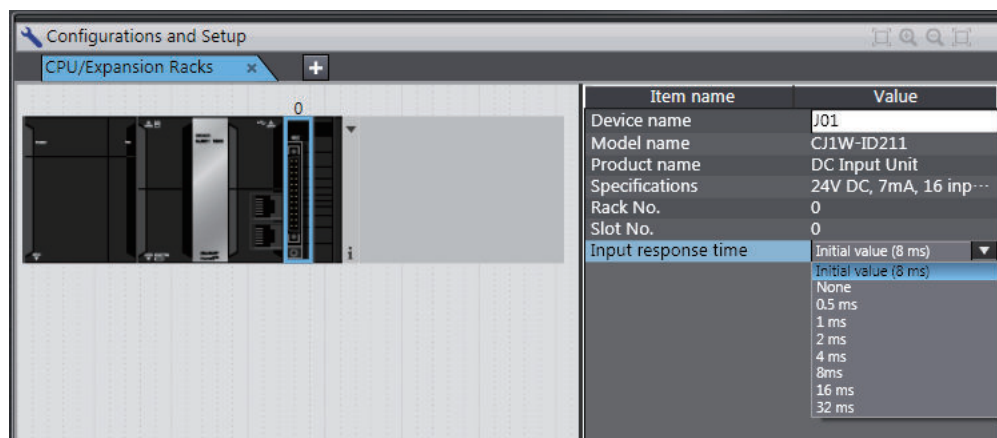 Configurations and Setup
CPU/Expansion Racks × +
0
i
Item name Value
Device name J01
Model name CJ1W-ID211
Product name DC Input Unit
Specifications 24V DC, 7mA, 16 inp···
Rack No. 0
Slot No. 0
Input response time Initial value (8 ms)
Initial value (8 ms)
None
0.5 ms
1 ms
2 ms
4 ms
8ms
16 ms
32 ms